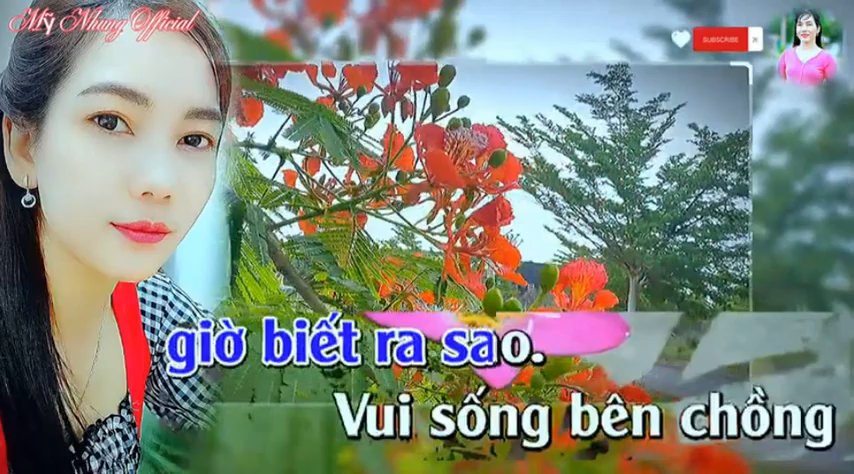 Mỹ Nhung Official
SUBSCRIBE
giờ biết ra sao.
Vui sống bên chồng